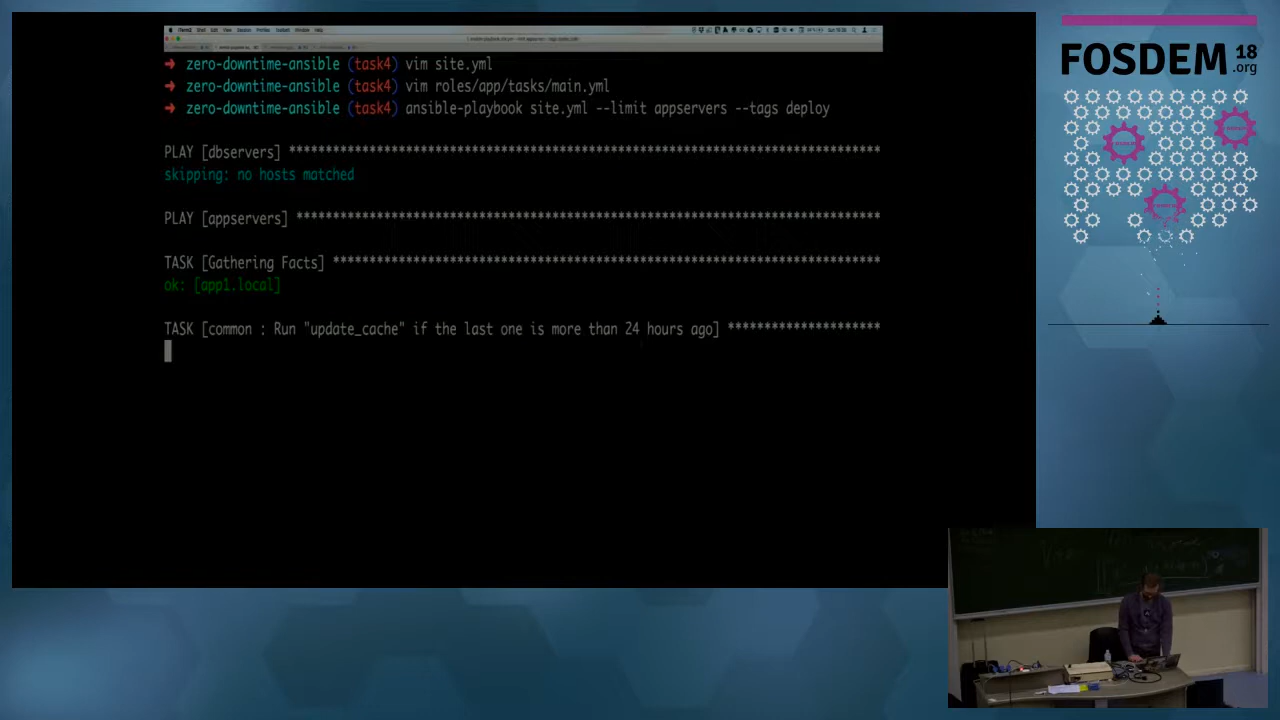 ➜ zero-downtime-ansible (task4) vim site.yml
➜ zero-downtime-ansible (task4) vim roles/app/tasks/main.yml
➜ zero-downtime-ansible (task4) ansible-playbook site.yml --limit appservers --tags deploy
PLAY [dbservers] ********************************************************************************
skipping: no hosts matched
PLAY [appservers] *******************************************************************************
TASK [Gathering Facts] **************************************************************************
ok: [app1.local]
TASK [common : Run "update_cache" if the last one is more than 24 hours ago] *********************
FOSDEM 18
.org